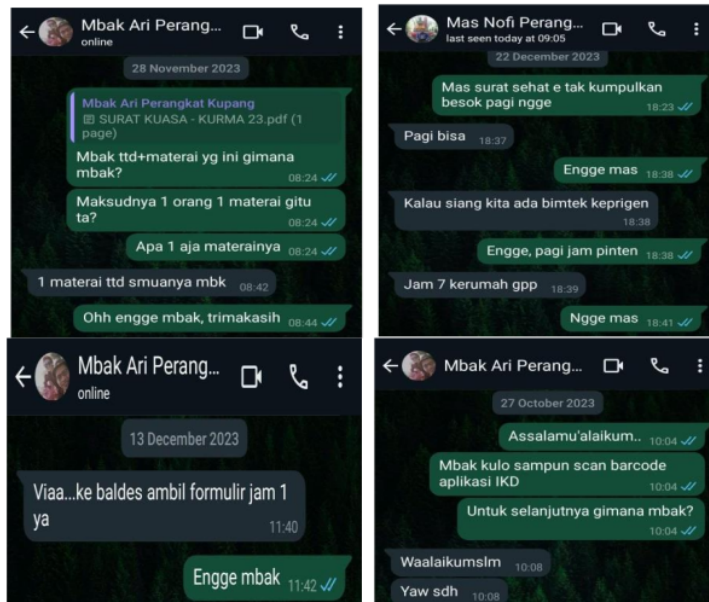 Mbak Ari Perang...
online
28 November 2023
Mbak Ari Perangkat Kupang
SURAT KUASA - KURMA 23.pdf (1
page)
Mbak ttd+materai yg ini gimana
mbak?
08:24
Maksudnya 1 orang 1 materai gitu
ta?
08:24
Apa 1 aja materainya 08:24
1 materai ttd smuanya mbk 08:42
Ohh engge mbak, trimakasih 08:44
Mas Nofi Perang...
last seen today at 09:05
22 December 2023
Mas surat sehat e tak kumpulkan
besok pagi ngge
18:23
Pagi bisa 18:37
Engge mas 18:38
Kalau siang kita ada bimtek keprigen
18:38
Engge, pagi jam pinten 18:38
Jam 7 kerumah gpp 18:39
Ngge mas 18:41
Mbak Ari Perang...
online
13 December 2023
Viaa...ke baldes ambil formulir jam 1
ya
11:40
Engge mbak 11:42
Mbak Ari Perang...
27 October 2023
Assalamu'alaikum.. 10:04
Mbak kulo sampun scan barcode
aplikasi IKD
10:04
Untuk selanjutnya gimana mbak?
10:04
Waalaikumslm 10:08
Yaw sdh 10:08